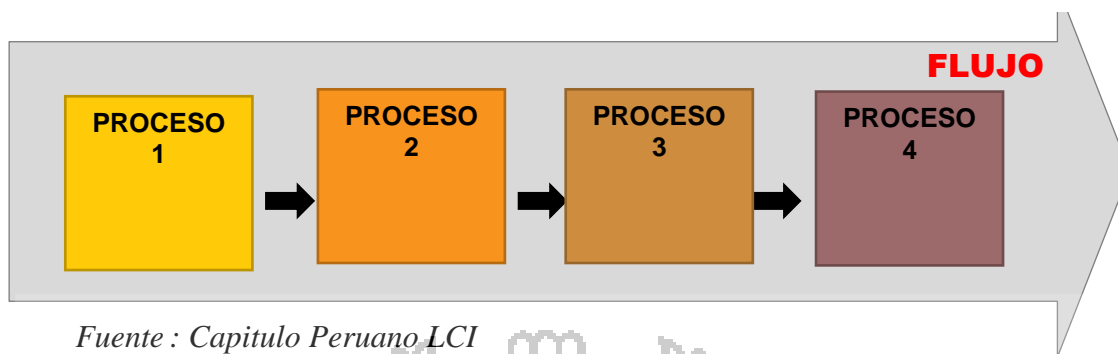 FLUJO
PROCESO
1
PROCESO
2
PROCESO
3
PROCESO
4
Fuente : Capitulo Peruano LCI